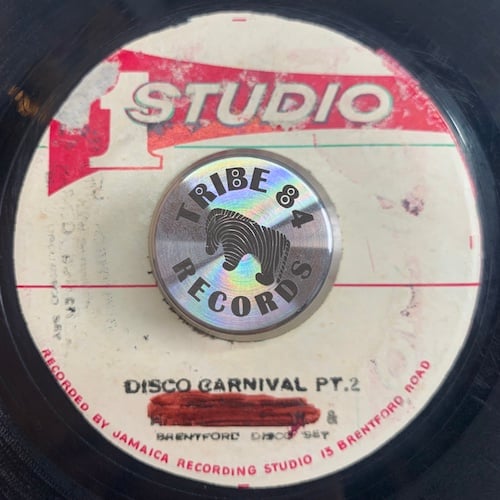 1 STUDIO
TRIBE 84
RECORDS
DISCO CARNIVAL PT.2
&
BRENTFORD DISCO SET
RECORDED BY JAMAICA RECORDING STUDIO 13 BRENTFORD ROAD